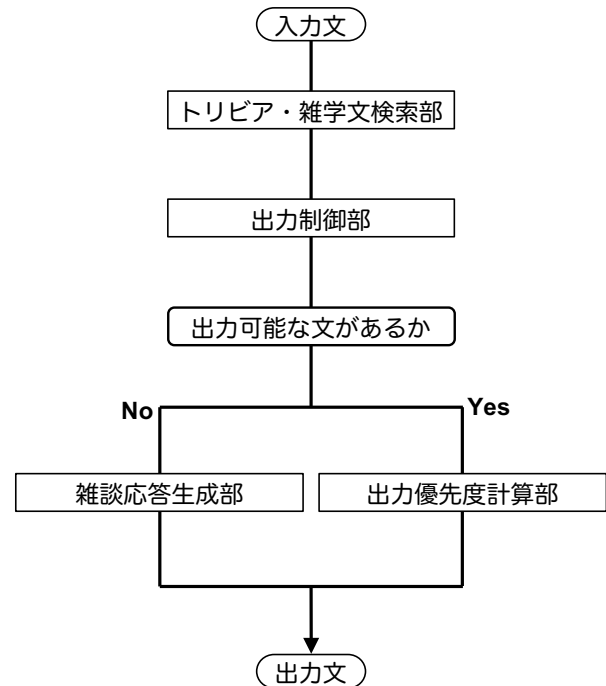 入力文
トリビア・雑学文検索部
出力制御部
出力可能な文があるか
No
Yes
雑談応答生成部
出力優先度計算部
出力文